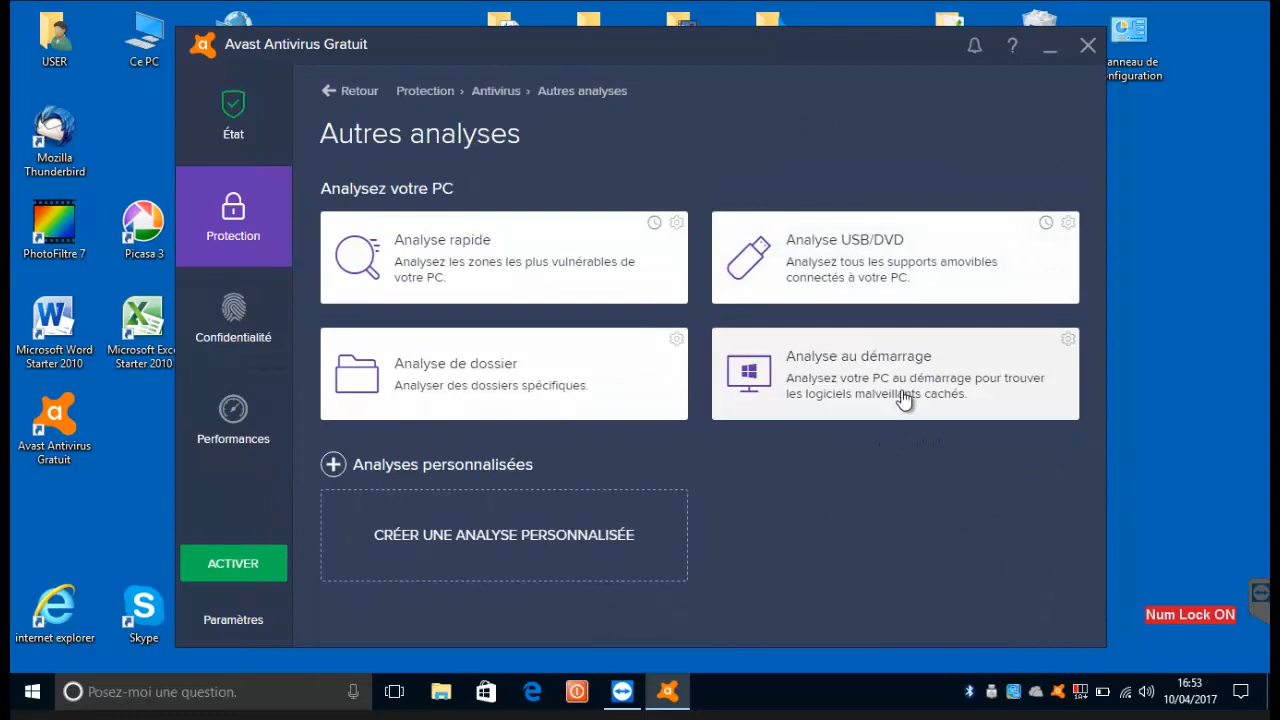 Avast Antivirus Gratuit
USER
Ce PC
anneau de
nfiguration
Mozilla
Thunderbird
PhotoFiltre 7
Picasa 3
Microsoft Word
Starter 2010
Microsoft Exc
Starter 2010
Avast Antivirus
Gratuit
internet explorer
Skype
État
Protection
Confidentialité
Performances
ACTIVER
Paramètres
Retour
Protection › Antivirus › Autres analyses
Autres analyses
Analysez votre PC
Analyse rapide
Analysez les zones les plus vulnérables de
votre PC.
Analyse USB/DVD
Analysez tous les supports amovibles
connectés à votre PC.
Analyse de dossier
Analyser des dossiers spécifiques.
Analyse au démarrage
Analysez votre PC au démarrage pour trouver
les logiciels malveillants cachés.
Analyses personnalisées
CRÉER UNE ANALYSE PERSONNALISÉE
Num Lock ON
Posez-moi une question.
16:53
10/04/2017